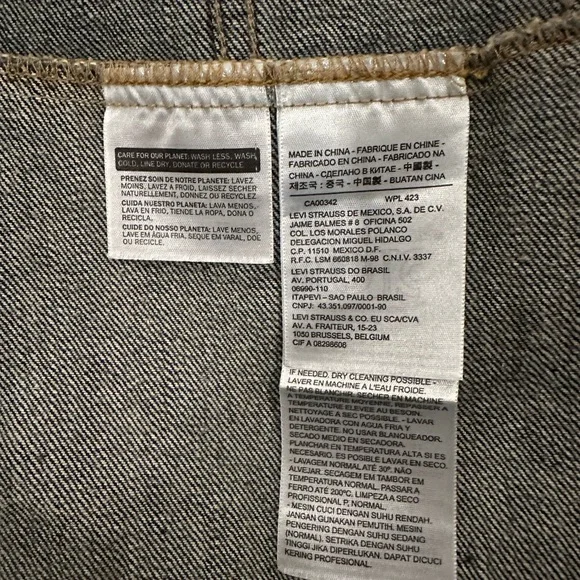 CARE FOR OUR PLANET: WASH LESS, WASH
COLD, LINE DRY, DONATE OR RECYCLE
PRENEZ SOIN DE NOTRE PLANETE: LAVEZ
MOINS, LAVEZ A FROID, LAISSEZ SECHER
NATURELLEMENT, DONNEZ OU RECYCLEZ
CUIDA NUESTRO PLANETA: LAVA MENOS,
LAVA EN FRIO, TIENDE LA ROPA, DONA O
RECICLA.
CUIDE DO NOSSO PLANETA: LAVE MENOS,
LAVE EM ÁGUA FRIA, SEQUE EM VARAL, DOE
OU RECICLE.
MADE IN CHINA - FABRIQUE EN CHINE -
FABRICADO EN CHINA - FABRICADO NA
CHINA - СДЕЛАНО В КИТАЕ - 中國製 -
제조국 : 중국 - 中国製 - BUATAN CINA
CA00342 WPL 423
LEVI STRAUSS DE MEXICO, S.A. DE C.V.
JAIME BALMES # 8 OFICINA 502
COL. LOS MORALES POLANCO
DELEGACION MIGUEL HIDALGO
C.P. 11510 MEXICO D.F.
R.F.C. LSM 660818 M-98 C.N.I.V. 3337
LEVI STRAUSS DO BRASIL
AV. PORTUGAL, 400
06690-110
ITAPEVI – SAO PAULO BRASIL
CNPJ: 43.351.097/0001-90
LEVI STRAUSS & CO. EU SCA/CVA
AV. A. FRAITEUR, 15-23
1050 BRUSSELS, BELGIUM
CIF A 08298506
IF NEEDED. DRY CLEANING POSSIBLE -
LAVER EN MACHINE A L'EAU FROIDE.
NE PAS BLANCHIR. SECHER EN MACHINE
A TEMPERATURE MOYENNE. REPASSER A
TEMPERATURE ELEVEE AU BESOIN.
NETTOYAGE A SEC POSSIBLE. - LAVAR
EN LAVADORA CON AGUA FRIA Y
DETERGENTE. NO USAR BLANQUEADOR.
SECADO MEDIO EN SECADORA.
PLANCHAR EN TEMPERATURA ALTA SI ES
NECESARIO. ES POSIBLE LAVAR EN SECO.
- LAVAGEM NORMAL ATÉ 30º. NÃO
ALVEJAR. SECAGEM EM TAMBOR EM
TEMPERATURA NORMAL. PASSAR A
FERRO ATÉ 200ºC. LIMPEZA A SECO
PROFISSIONAL P, NORMAL.
- MESIN CUCI DENGAN SUHU RENDAH.
JANGAN GUNAKAN PEMUTIH. MESIN
PENGERING DENGAN SUHU SEDANG
(NORMAL). SETRIKA DENGAN SUHU
TINGGI JIKA DIPERLUKAN. DAPAT DICUCI
KERING PROFESIONAL.